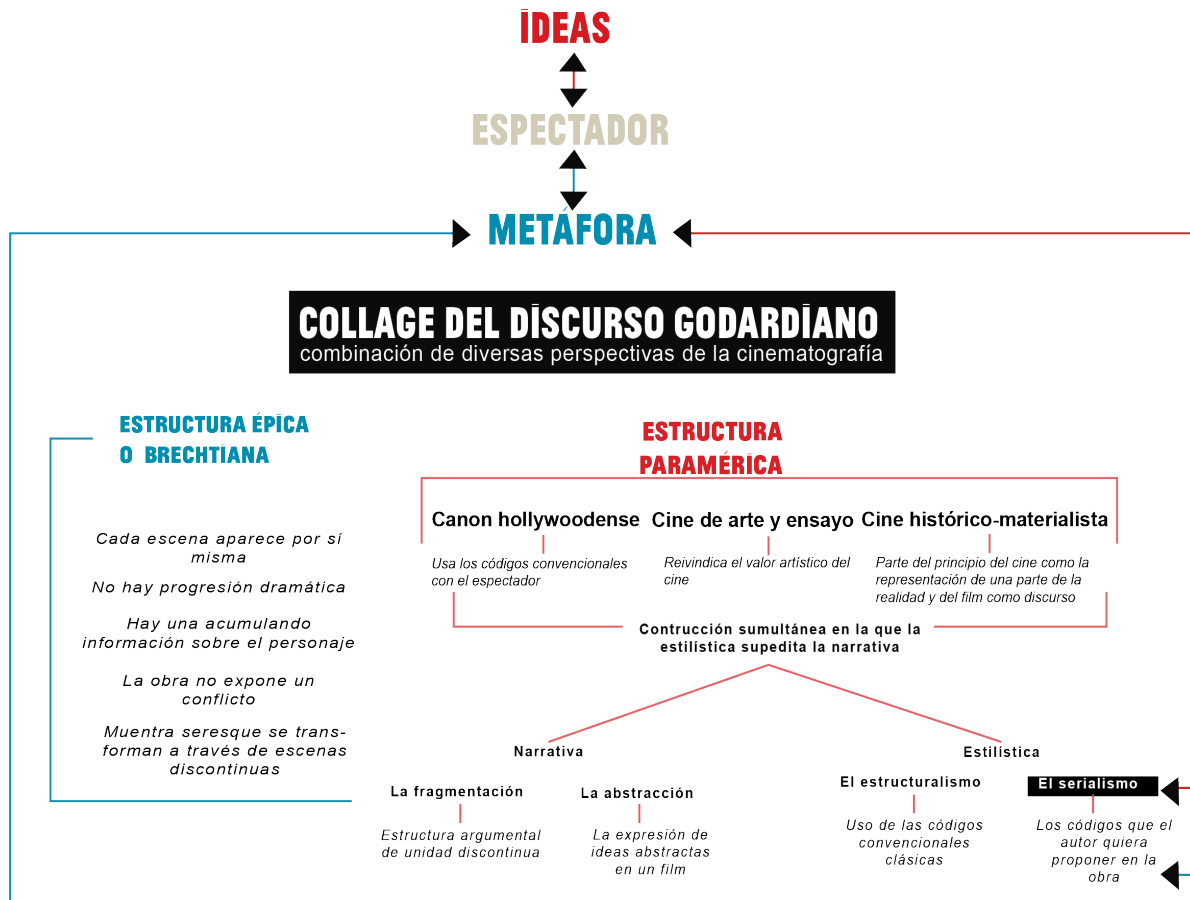 IDEAS
ESPECTADOR
METÁFORA
COLLAGE DEL DISCURSO GODARDIANO
combinación de diversas perspectivas de la cinematografía
ESTRUCTURA ÉPICA
O BRECHTIANA
Cada escena aparece por sí
misma
No hay progresión dramática
Hay una acumulando
información sobre el personaje
La obra no expone un
conflicto
Muentra seresque se trans-
forman a través de escenas
discontinuas
ESTRUCTURA
PARAMÉRICA
Canon hollywoodense
Usa los códigos convencionales
con el espectador
Cine de arte y ensayo
Reivindica el valor artístico del
cine
Cine histórico-materialista
Parte del principio del cine como la
representación de una parte de la
realidad y del film como discurso
Contrucción sumultánea en la que la
estilística supedita la narrativa
Narrativa
La fragmentación
Estructura argumental
de unidad discontinua
La abstracción
La expresión de
ideas abstractas
en un film
Estilística
El estructuralismo
Uso de las códigos
convencionales
clásicas
El serialismo
Los códigos que el
autor quiera
proponer en la
obra